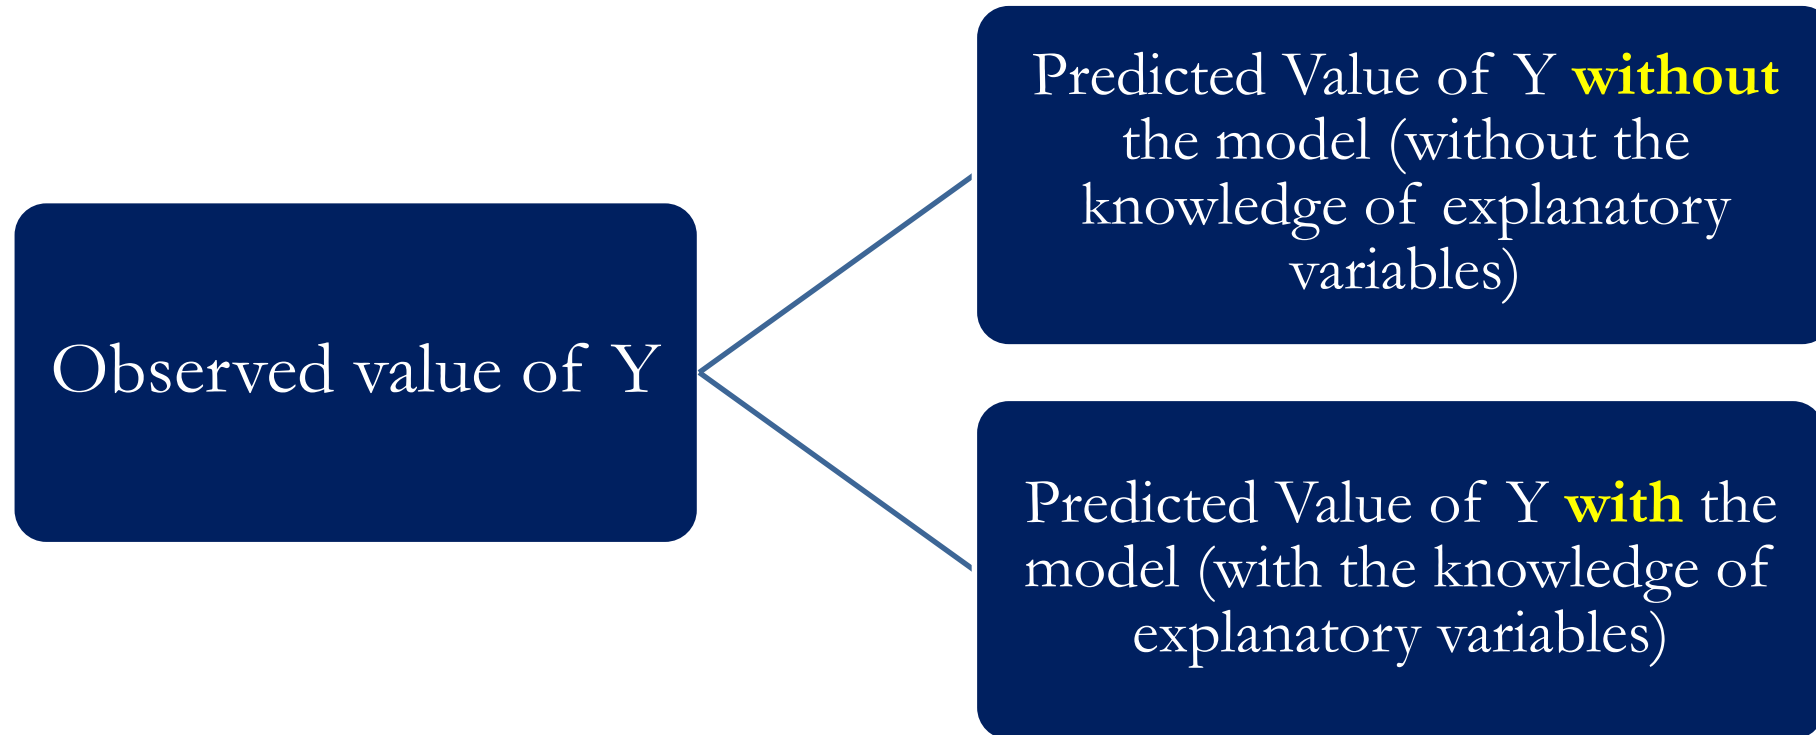 Observed value of Y
Predicted Value of Y without
the model (without the
knowledge of explanatory
variables)
Predicted Value of Y with the
model (with the knowledge of
explanatory variables)